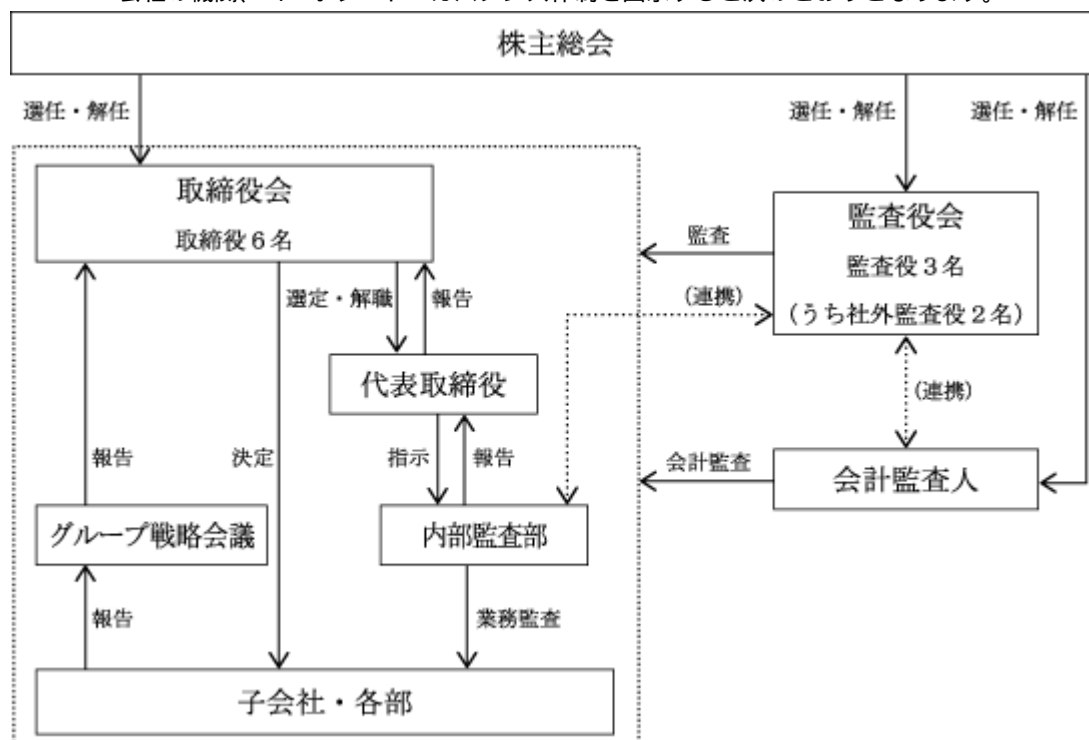 株主総会
選任・解任
選任・解任
選任・解任
取締役会
取締役6名
監査役会
監査役3名
(うち社外監査役2名)
監査
(連携)
選定・解職
報告
代表取締役
(連携)
報告
決定
指示
報告
会計監査
会計監査人
グループ戦略会議
内部監査部
報告
業務監査
子会社・各部